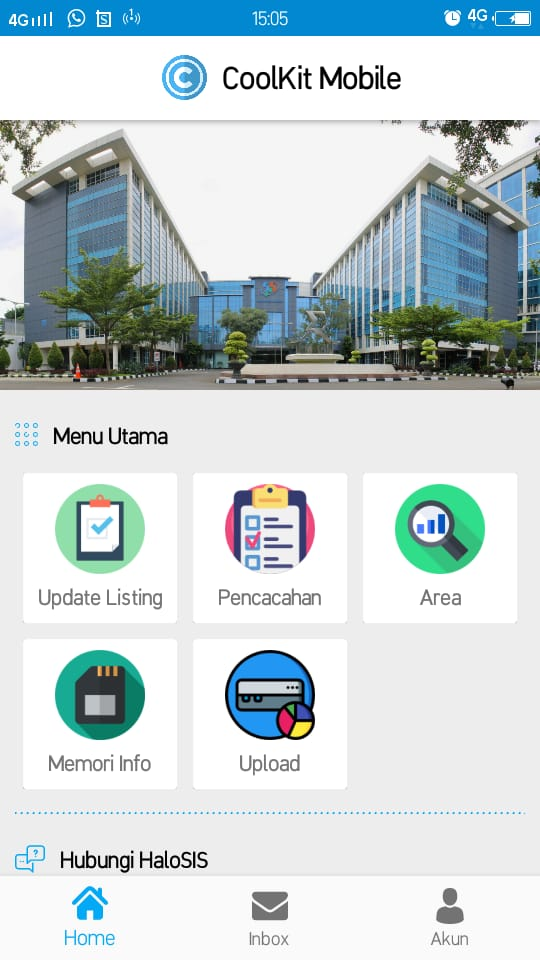 4G 15:05 4G
CoolKit Mobile
Menu Utama
Update Listing Pencacahan Area
Memori Info Upload
Hubungi HaloSIS
Home Inbox Akun